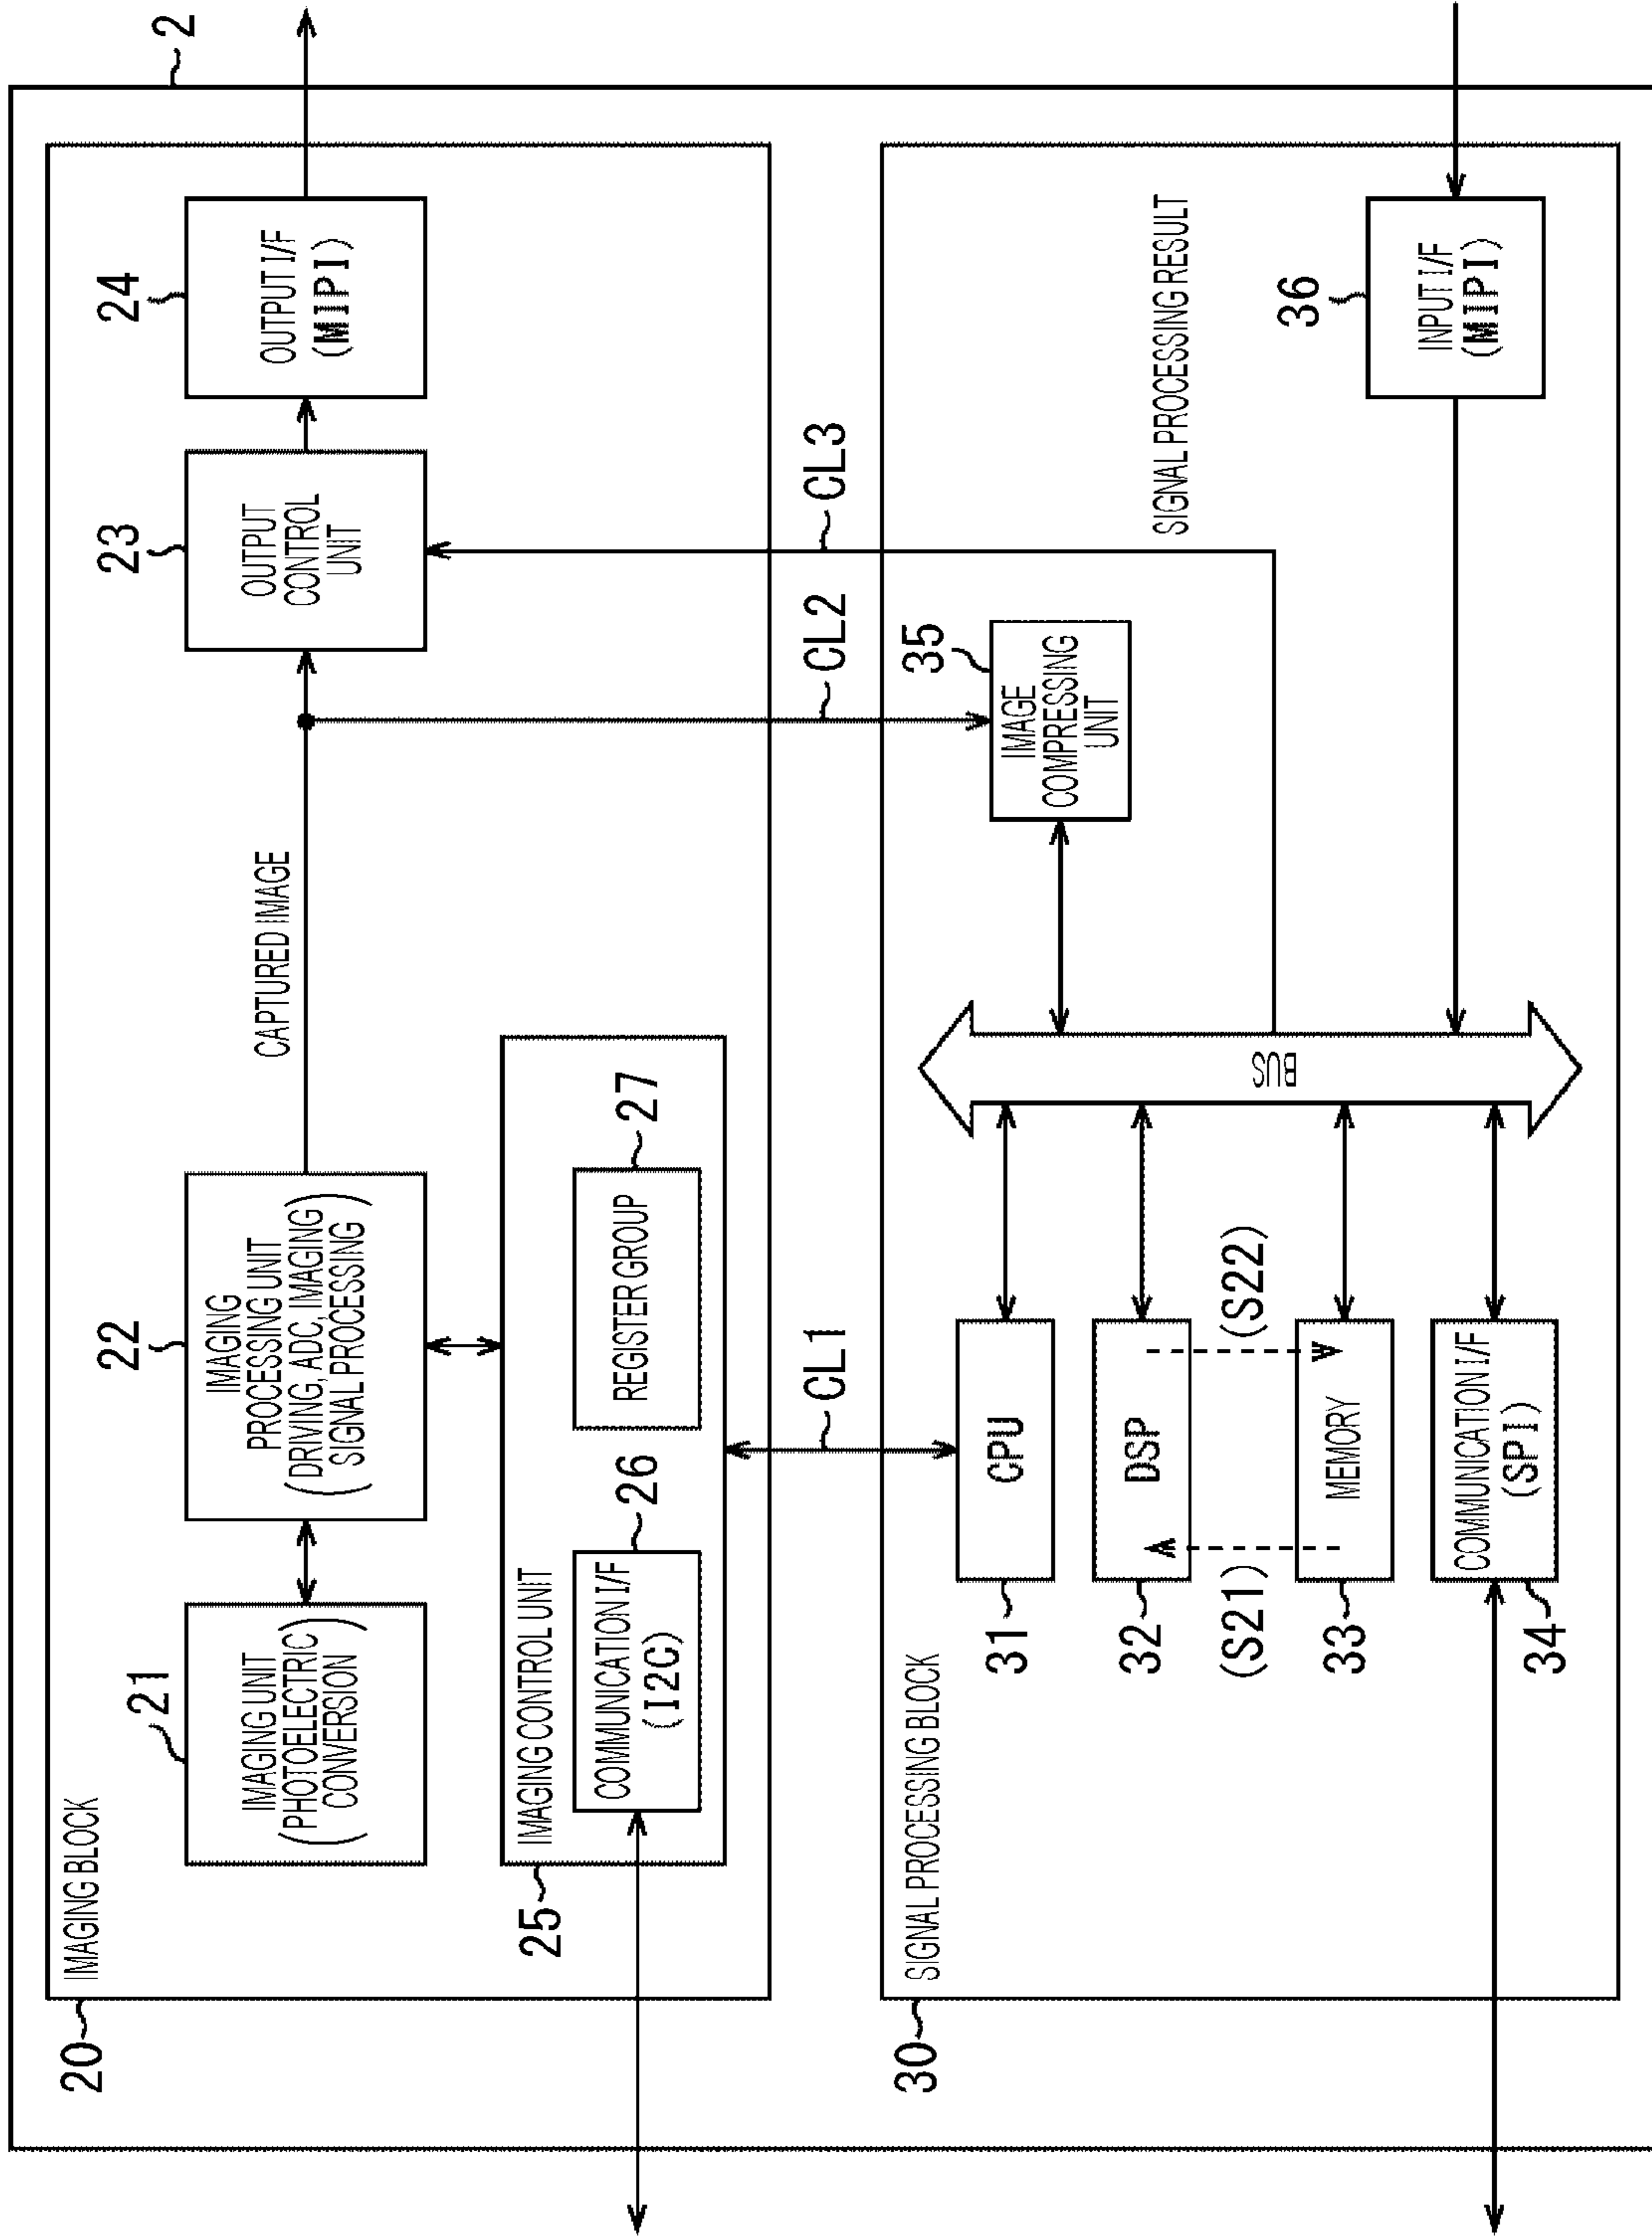 2
20
IMAGING BLOCK
21
IMAGING UNIT
(PHOTOELECTRIC
CONVERSION)
22
IMAGING
PROCESSING UNIT
(DRIVING, ADC, IMAGING
SIGNAL PROCESSING)
CAPTURED IMAGE
23
OUTPUT
CONTROL
UNIT
24
OUTPUT I/F
(MIPI)
25
IMAGING CONTROL UNIT
26
COMMUNICATION I/F
(I2C)
27
REGISTER GROUP
CL1
CL2
CL3
30
SIGNAL PROCESSING BLOCK
31
CPU
32
DSP
(S21)
(S22)
33
MEMORY
34
COMMUNICATION I/F
(SPI)
BUS
35
IMAGE
COMPRESSING
UNIT
SIGNAL PROCESSING RESULT
36
INPUT I/F
(MIPI)